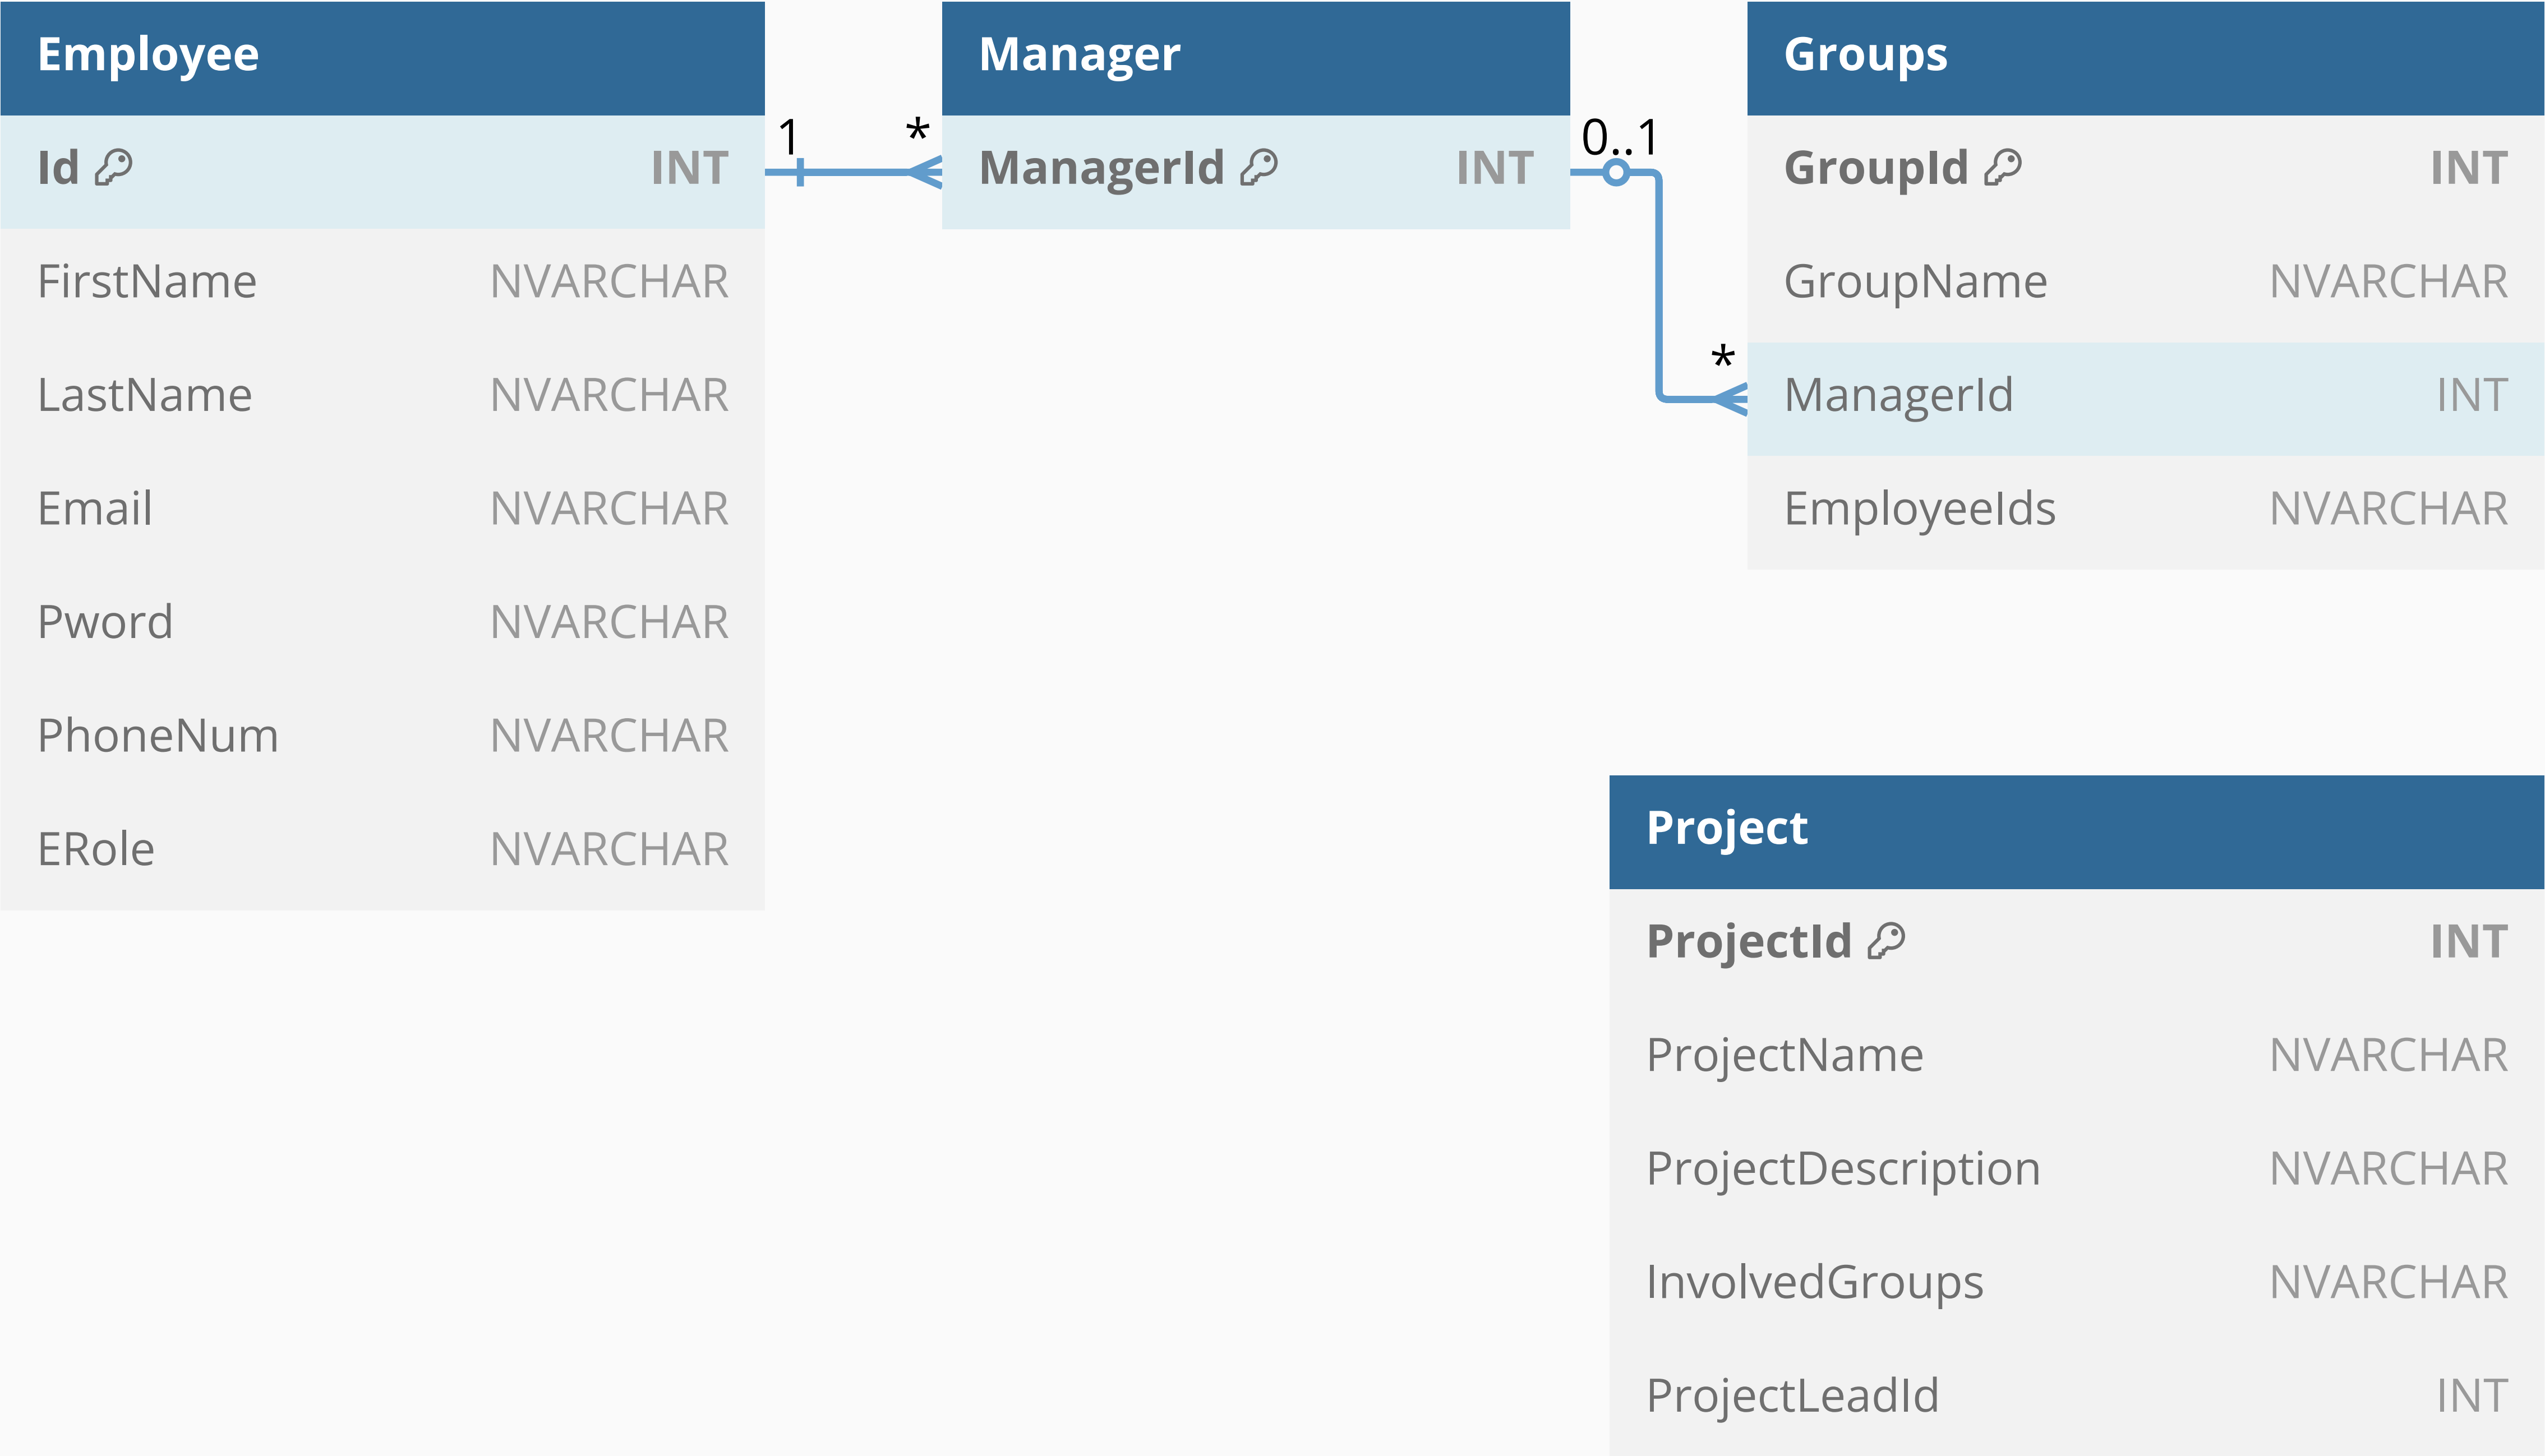 Employee
Id INT
FirstName NVARCHAR
LastName NVARCHAR
Email NVARCHAR
Pword NVARCHAR
PhoneNum NVARCHAR
ERole NVARCHAR
1 *
Manager
ManagerId INT
0..1
*
Groups
GroupId INT
GroupName NVARCHAR
ManagerId INT
EmployeeIds NVARCHAR
Project
ProjectId INT
ProjectName NVARCHAR
ProjectDescription NVARCHAR
InvolvedGroups NVARCHAR
ProjectLeadId INT